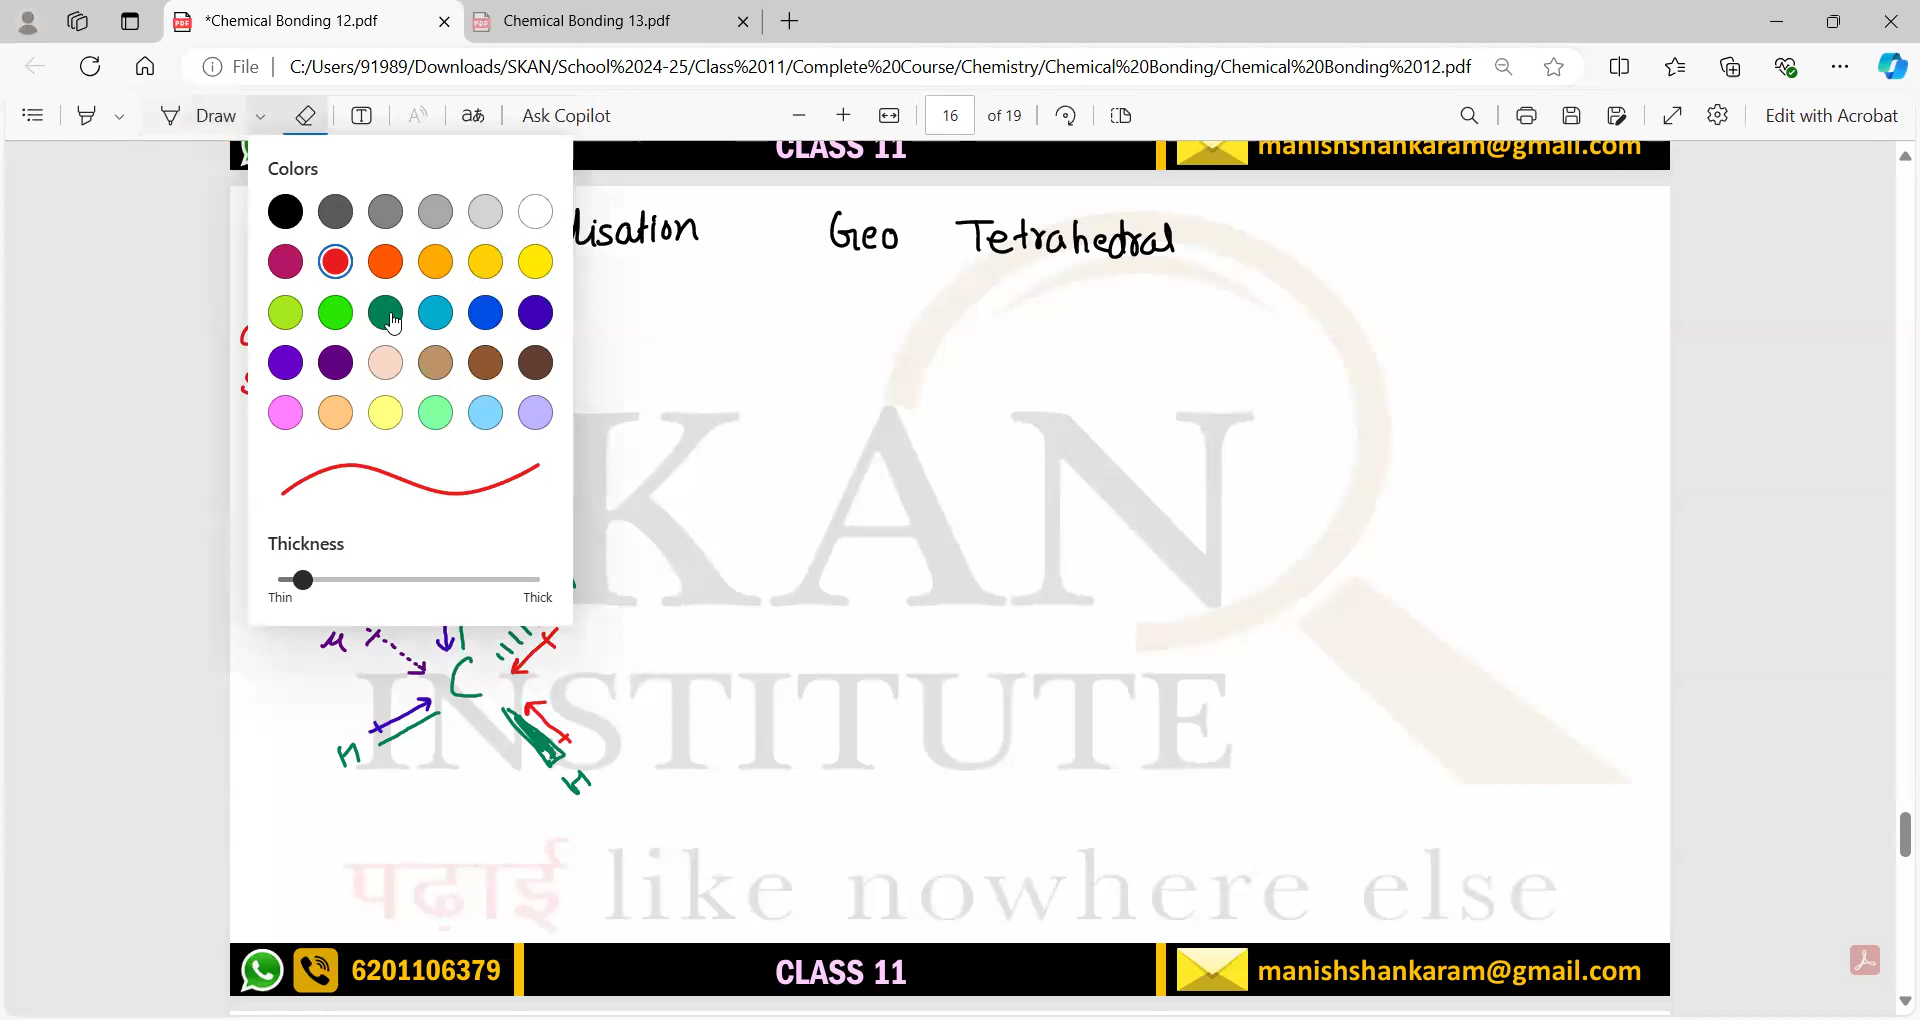 *Chemical Bonding 12.pdf
Chemical Bonding 13.pdf
File
C:/Users/91989/Downloads/SKAN/School%2024-25/Class%2011/Complete%20Course/Chemistry/Chemical%20Bonding/Chemical%20Bonding%2012.pdf
Draw
T
A
aあ
Ask Copilot
16 of 19
Edit with Acrobat
CLASS 11
manishshankaram@gmail.com
Colors
lisation Geo Tetrahedral
KAN
Thickness
Thin Thick
μ
C
H
H
INSTITUTE
पढ़ाई like nowhere else
6201106379 CLASS 11 manishshankaram@gmail.com